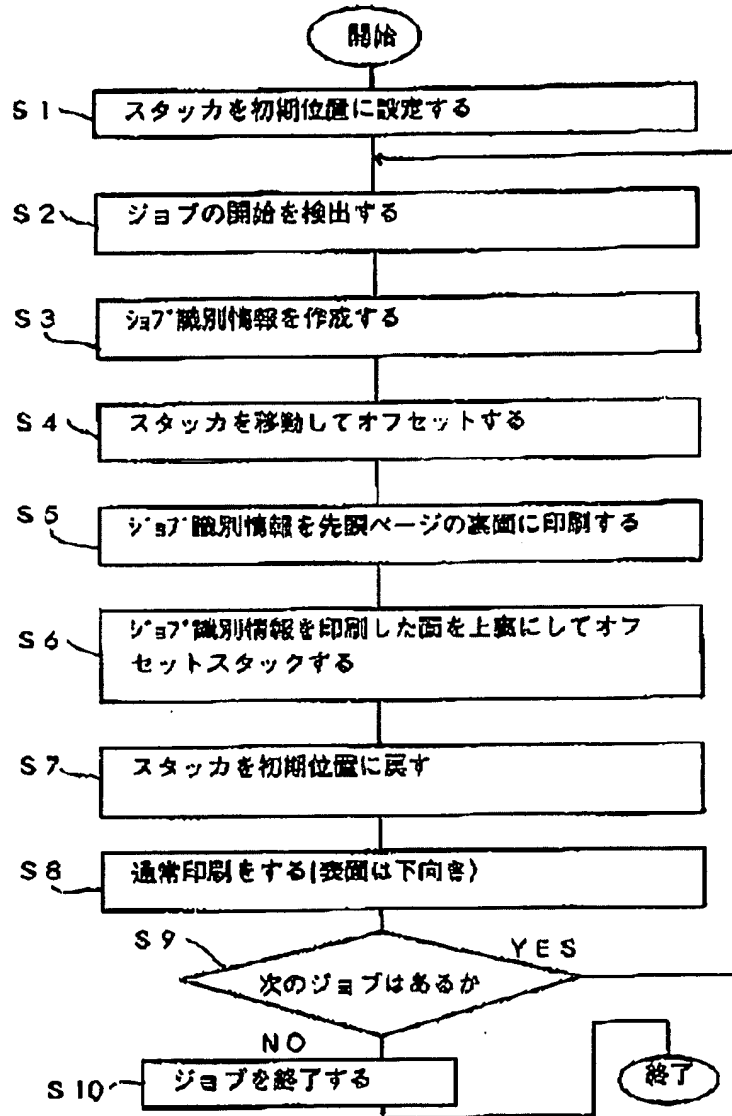 開始
S1
スタッカを初期位置に設定する
S2
ジョブの開始を検出する
S3
ｼﾞｮﾌﾞ識別情報を作成する
S4
スタッカを移動してオフセットする
S5
ｼﾞｮﾌﾞ識別情報を先頭ページの裏面に印刷する
S6
ｼﾞｮﾌﾞ識別情報を印刷した面を上底にしてオフ
セットスタックする
S7
スタッカを初期位置に戻す
S8
通常印刷をする(表面は下向き)
S9
YES
次のジョブはあるか
NO
S10
ジョブを終了する
終了